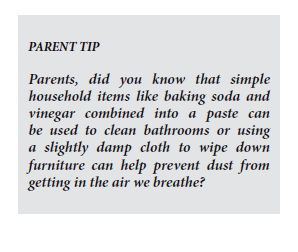 PARENT TIP
Parents, did you know that simple
household items like baking soda and
vinegar combined into a paste can
be used to clean bathrooms or using
a slightly damp cloth to wipe down
furniture can help prevent dust from
getting in the air we breathe?